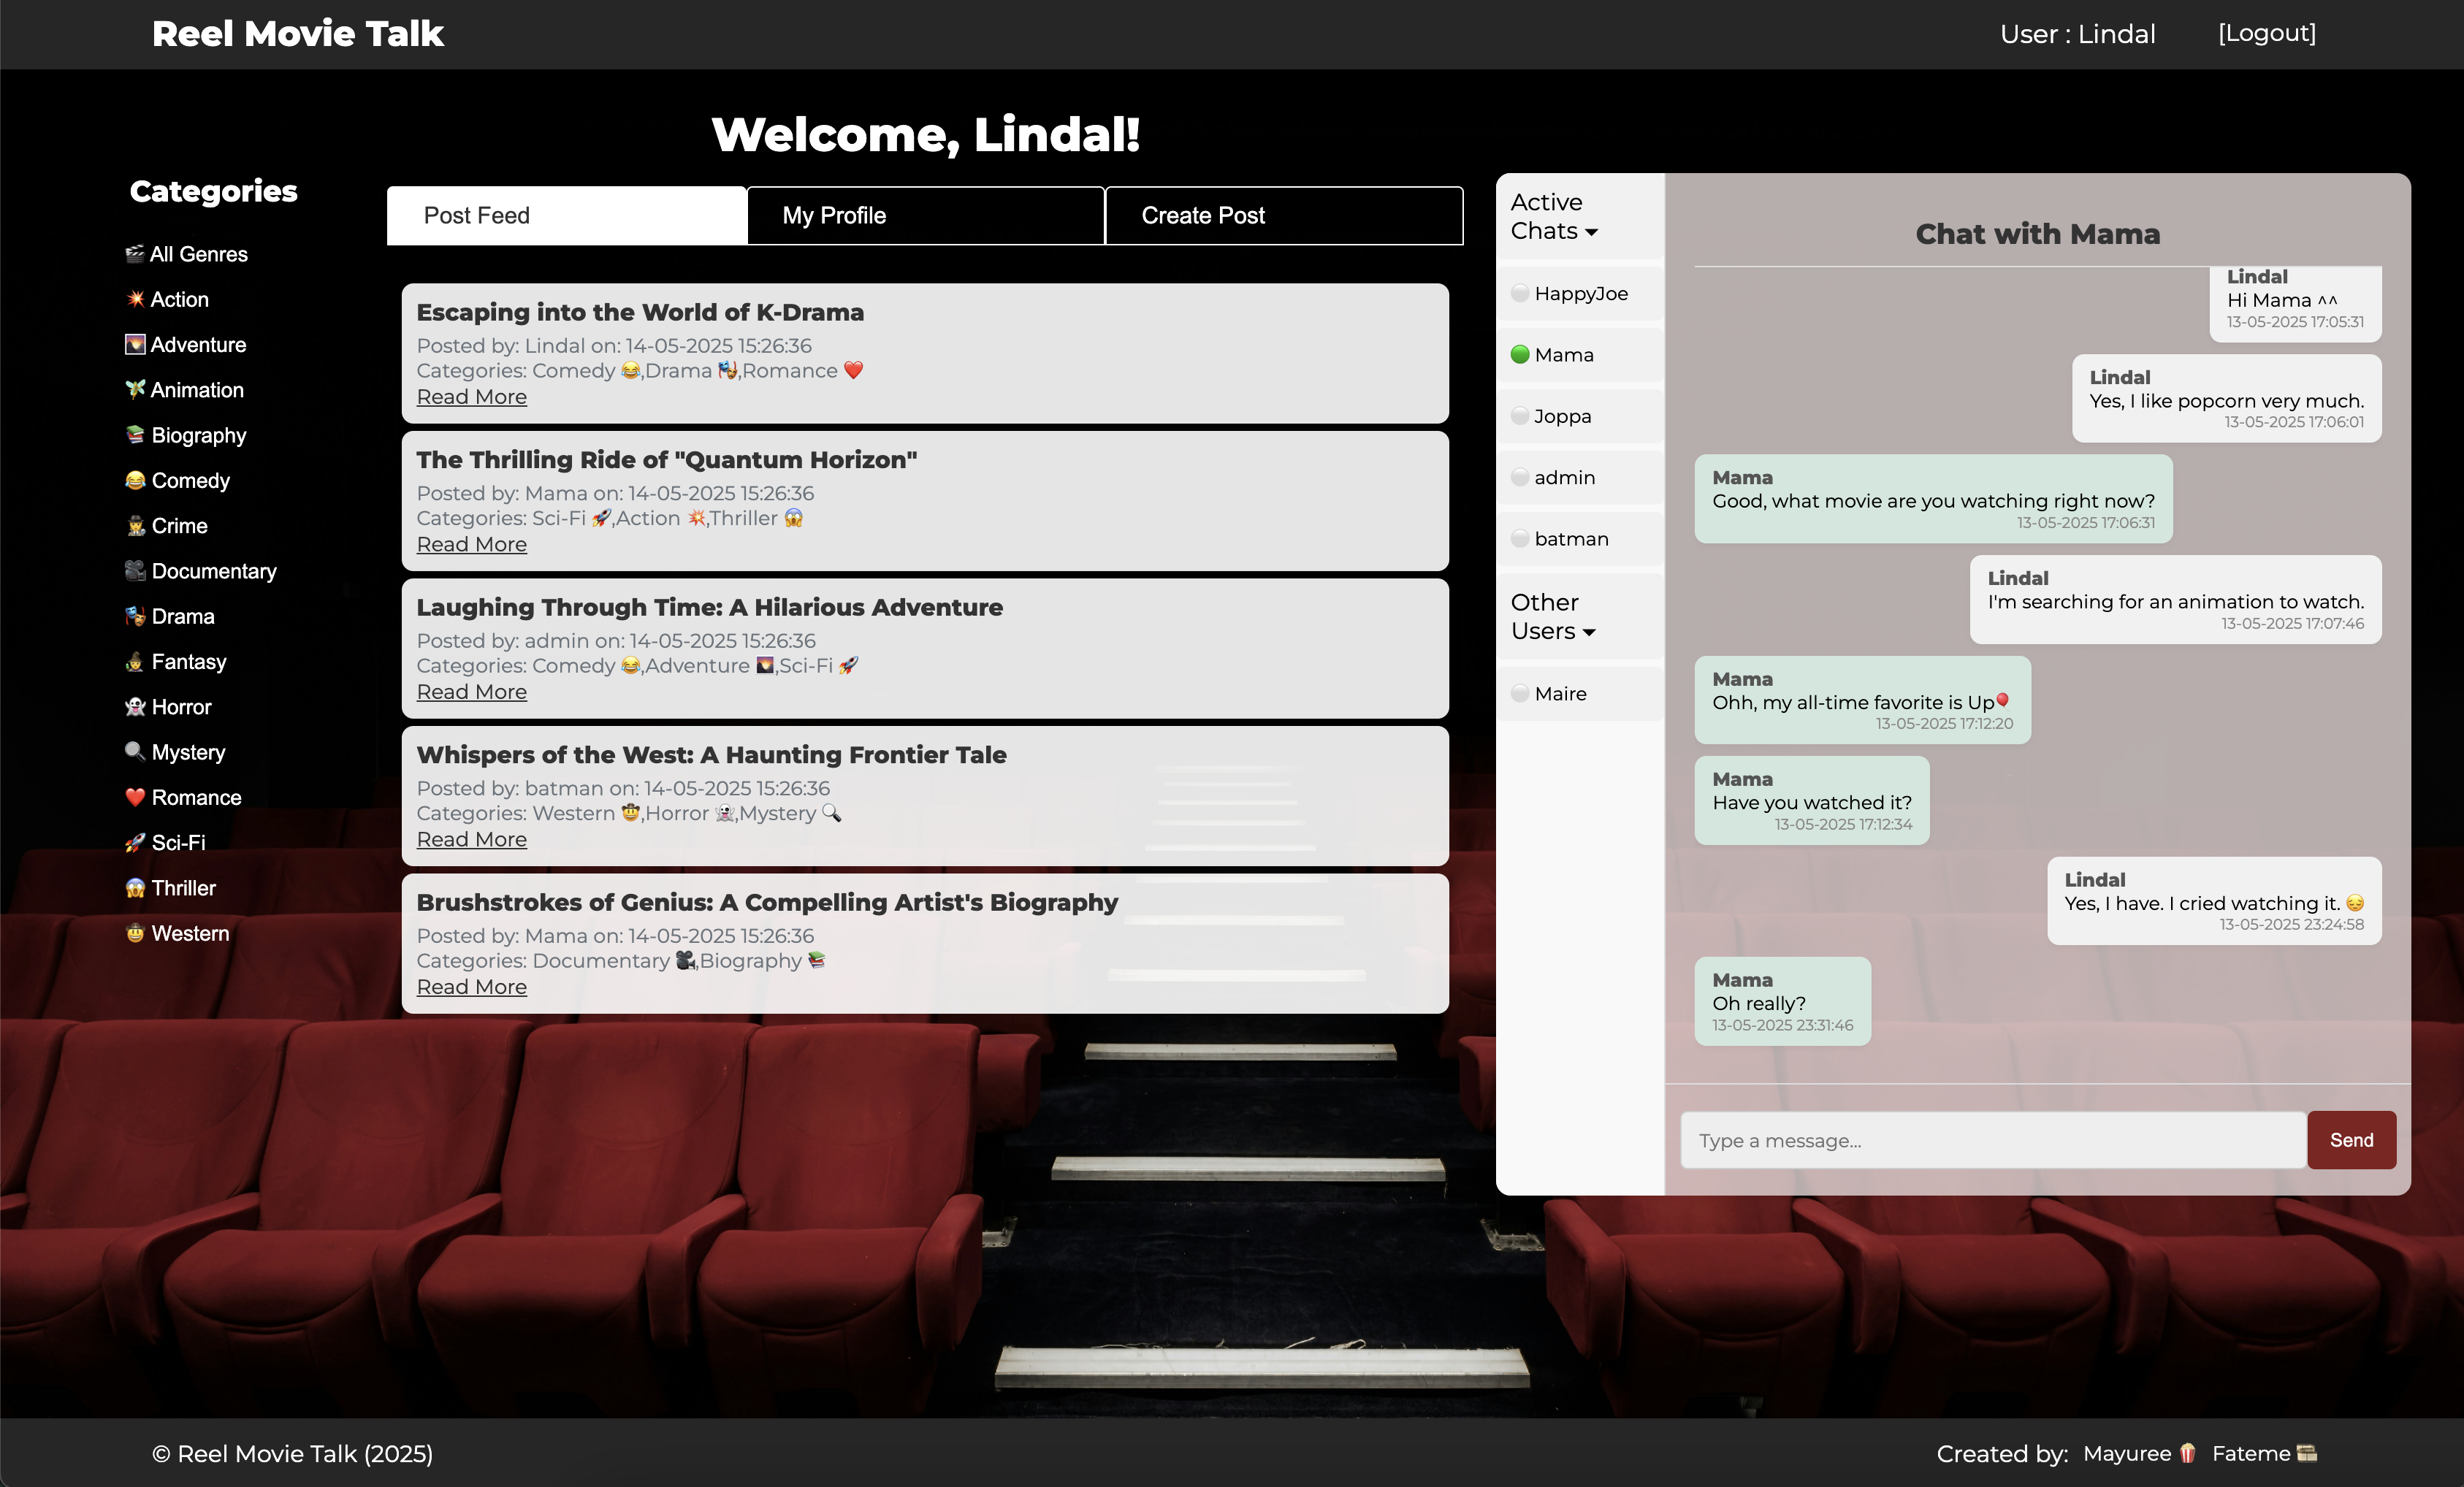 Reel Movie Talk
User : Lindal
[Logout]
Welcome, Lindal!
Categories
🎬 All Genres
💥 Action
🌄 Adventure
🧚 Animation
📚 Biography
😂 Comedy
🕵️ Crime
🎥 Documentary
🎭 Drama
🧙 Fantasy
👻 Horror
🔍 Mystery
❤️ Romance
🚀 Sci-Fi
😱 Thriller
🤠 Western
Post Feed
My Profile
Create Post
Escaping into the World of K-Drama
Posted by: Lindal on: 14-05-2025 15:26:36
Categories: Comedy 😂,Drama 🎭,Romance ❤️
Read More
The Thrilling Ride of "Quantum Horizon"
Posted by: Mama on: 14-05-2025 15:26:36
Categories: Sci-Fi 🚀,Action 💥,Thriller 😱
Read More
Laughing Through Time: A Hilarious Adventure
Posted by: admin on: 14-05-2025 15:26:36
Categories: Comedy 😂,Adventure 🌄,Sci-Fi 🚀
Read More
Whispers of the West: A Haunting Frontier Tale
Posted by: batman on: 14-05-2025 15:26:36
Categories: Western 🤠,Horror 👻,Mystery 🔍
Read More
Brushstrokes of Genius: A Compelling Artist's Biography
Posted by: Mama on: 14-05-2025 15:26:36
Categories: Documentary 🎥,Biography 📚
Read More
Active
Chats
HappyJoe
Mama
Joppa
admin
batman
Other
Users
Maire
Chat with Mama
Lindal
Hi Mama ^^
13-05-2025 17:05:31
Lindal
Yes, I like popcorn very much.
13-05-2025 17:06:01
Mama
Good, what movie are you watching right now?
13-05-2025 17:06:31
Lindal
I'm searching for an animation to watch.
13-05-2025 17:07:46
Mama
Ohh, my all-time favorite is Up🎈
13-05-2025 17:12:20
Mama
Have you watched it?
13-05-2025 17:12:34
Lindal
Yes, I have. I cried watching it. 😔
13-05-2025 23:24:58
Mama
Oh really?
13-05-2025 23:31:46
Type a message...
Send
© Reel Movie Talk (2025)
Created by: Mayuree 🍿 Fateme 📼